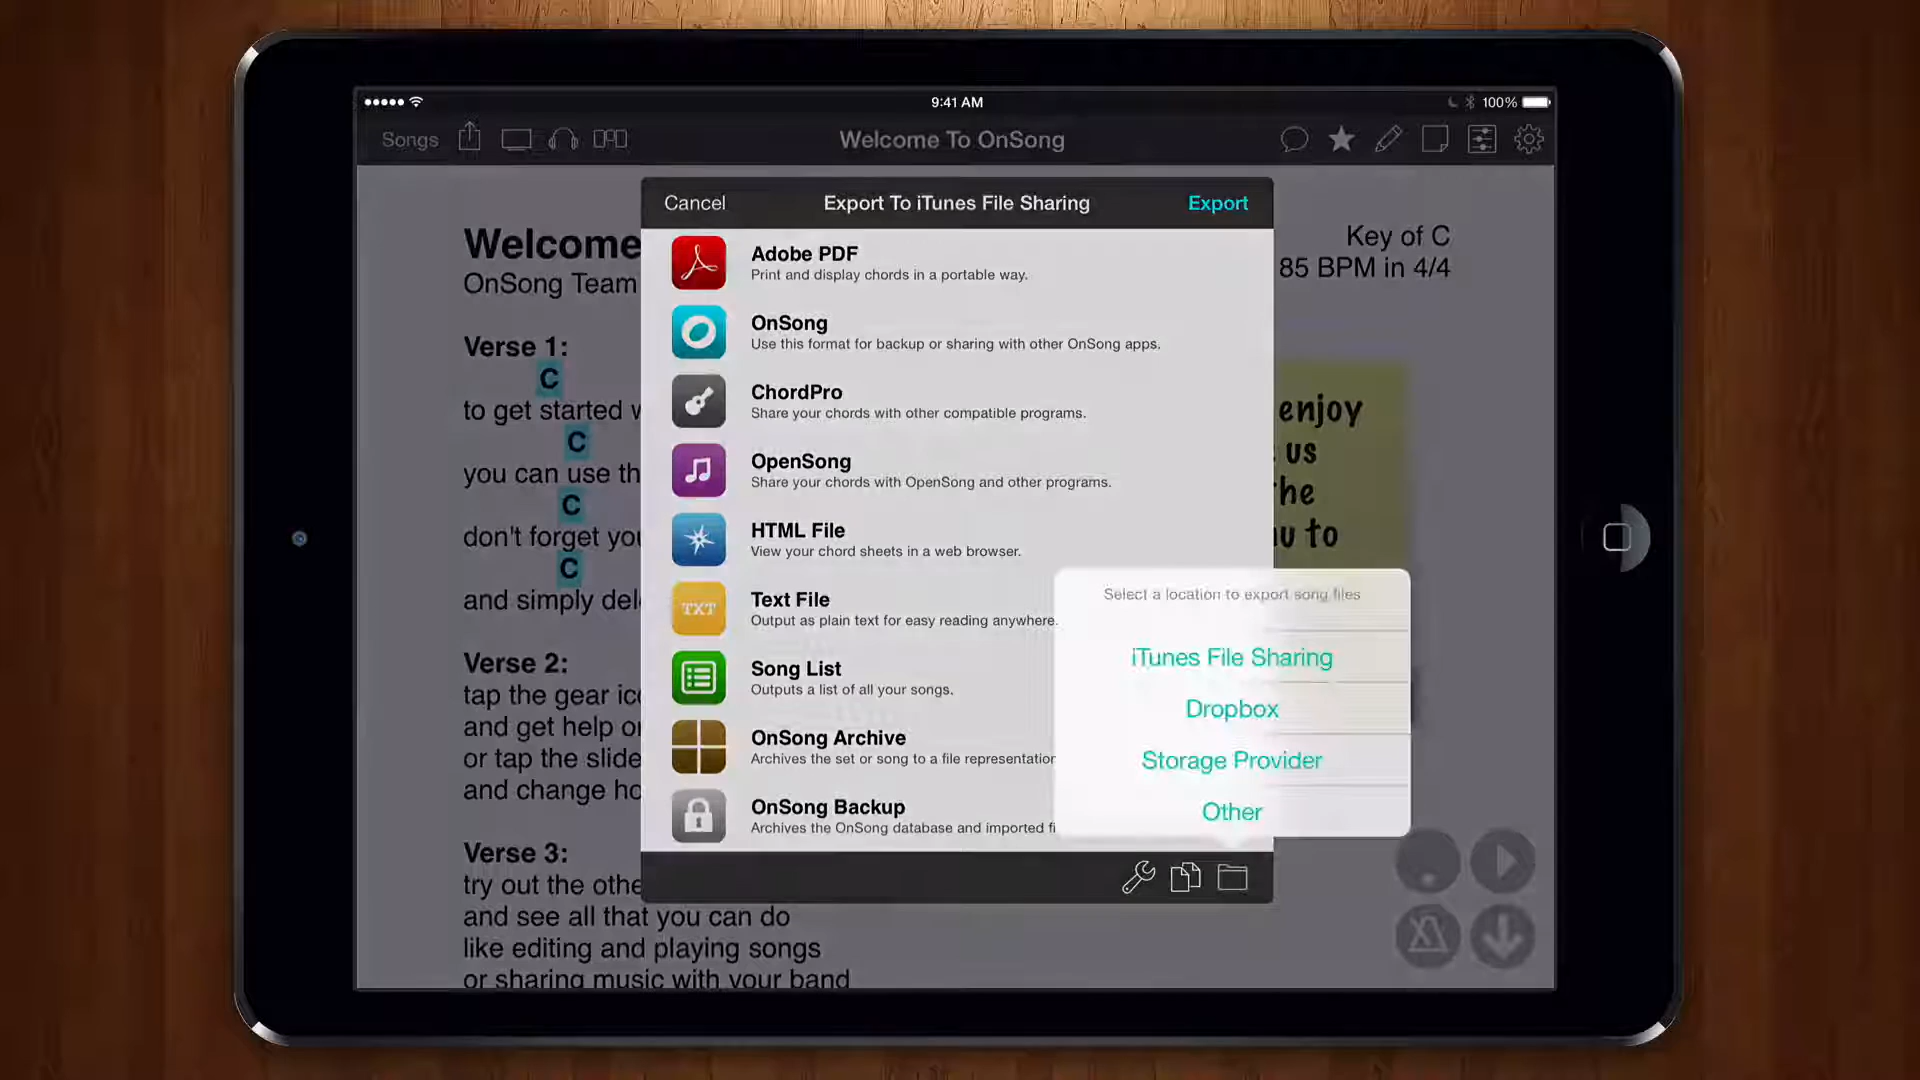 9:41 AM
100%
Songs
Welcome To OnSong
Cancel
Export To iTunes File Sharing
Export
Welcome
OnSong Team
Key of C
85 BPM in 4/4
Adobe PDF
Print and display chords in a portable way.
OnSong
Use this format for backup or sharing with other OnSong apps.
ChordPro
Share your chords with other compatible programs.
OpenSong
Share your chords with OpenSong and other programs.
HTML File
View your chord sheets in a web browser.
TXT
Text File
Output as plain text for easy reading anywhere.
Song List
Outputs a list of all your songs.
OnSong Archive
Archives the set or song to a file representation
OnSong Backup
Archives the OnSong database and imported fi
Select a location to export song files
iTunes File Sharing
Dropbox
Storage Provider
Other
Verse 1:
C
to get started w
C
you can use th
C
don't forget you
C
and simply del
Verse 2:
tap the gear ico
and get help or
or tap the slide
and change ho
Verse 3:
try out the othe
and see all that you can do
like editing and playing songs
or sharing music with your band
enjoy
us
he
u to